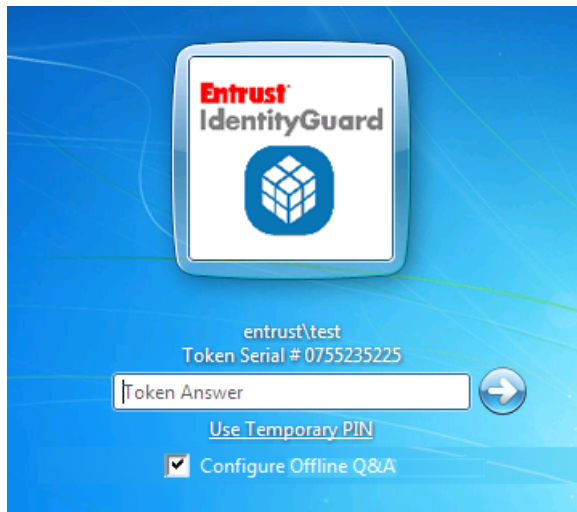 Entrust
IdentityGuard
entrust\test
Token Serial # 0755235225
Token Answer
Use Temporary PIN
Configure Offline Q&A